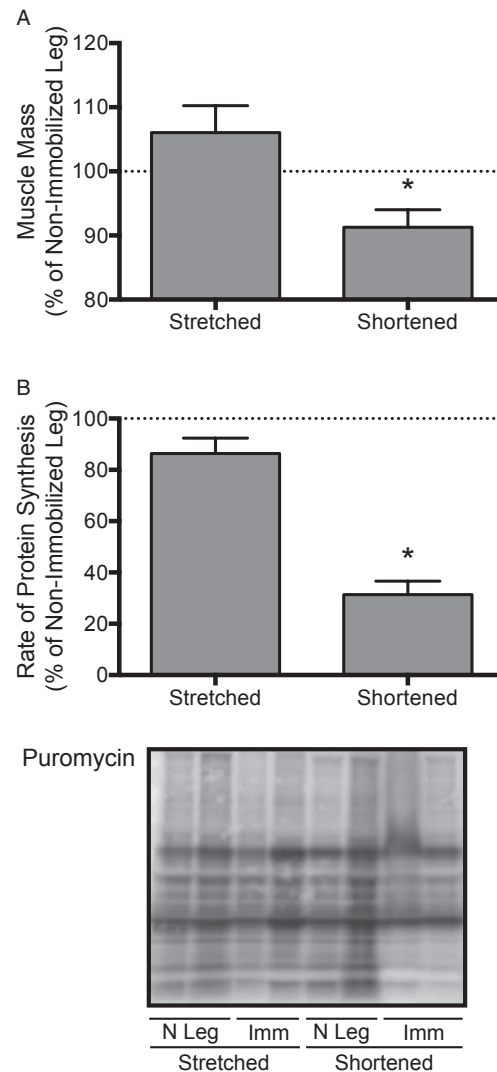 A
Muscle Mass
(% of Non-Immobilized Leg)
120
110
100
90
80
*
Stretched
Shortened
B
Rate of Protein Synthesis
(% of Non-Immobilized Leg)
100
80
60
40
20
0
*
Stretched
Shortened
Puromycin
N Leg Imm N Leg Imm
Stretched Shortened